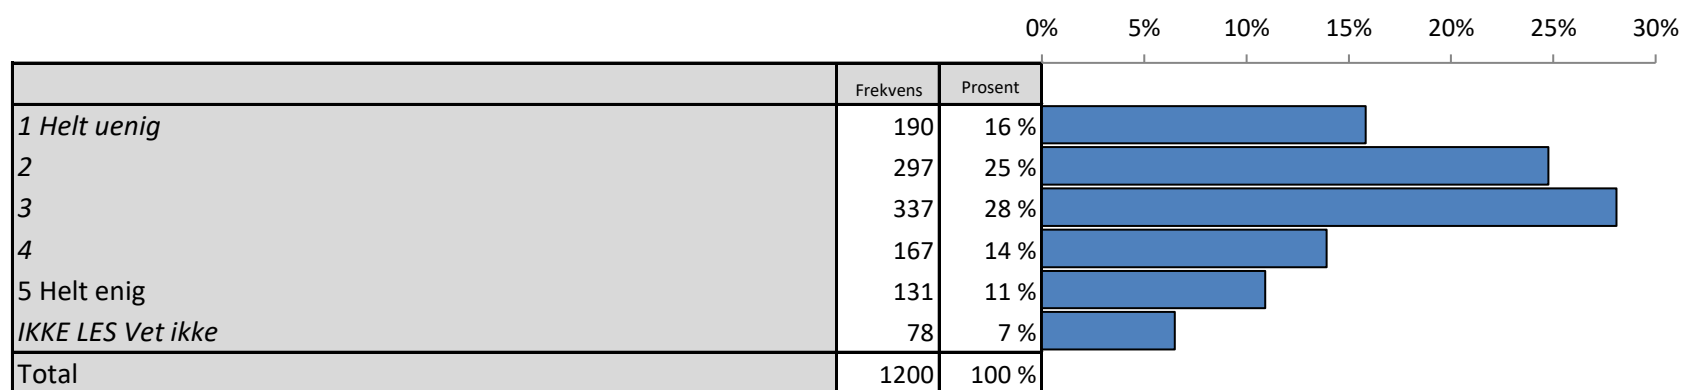 0% 5% 10% 15% 20% 25% 30%
Frekvens Prosent
1 Helt uenig 190 16 %
2 297 25 %
3 337 28 %
4 167 14 %
5 Helt enig 131 11 %
IKKE LES Vet ikke 78 7 %
Total 1200 100 %